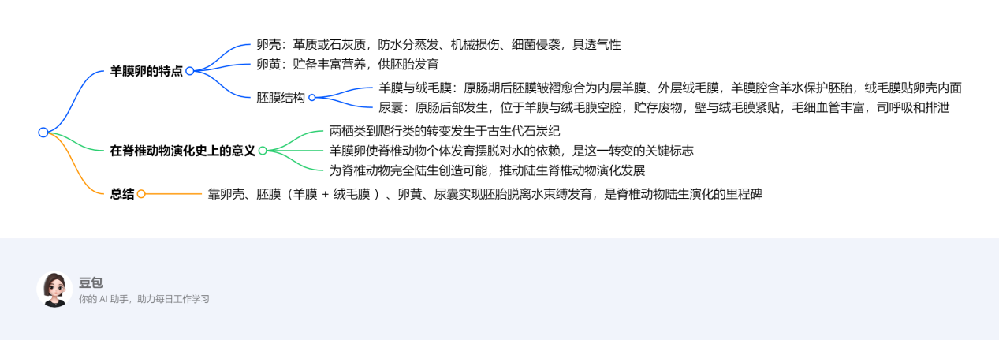 羊膜卵的特点
卵壳：革质或石灰质，防水分蒸发、机械损伤、细菌侵袭，具透气性
卵黄：贮备丰富营养，供胚胎发育
胚膜结构
羊膜与绒毛膜：原肠期后胚膜皱褶愈合为内层羊膜、外层绒毛膜，羊膜腔含羊水保护胚胎，绒毛膜贴卵壳内面
尿囊：原肠后部发生，位于羊膜与绒毛膜空腔，贮存废物，壁与绒毛膜紧贴，毛细血管丰富，司呼吸和排泄
在脊椎动物演化史上的意义
两栖类到爬行类的转变发生于古生代石炭纪
羊膜卵使脊椎动物个体发育摆脱对水的依赖，是这一转变的关键标志
为脊椎动物完全陆生创造可能，推动陆生脊椎动物演化发展
总结
靠卵壳、胚膜（羊膜 + 绒毛膜 ）、卵黄、尿囊实现胚胎脱离水束缚发育，是脊椎动物陆生演化的里程碑
豆包
你的 AI 助手，助力每日工作学习